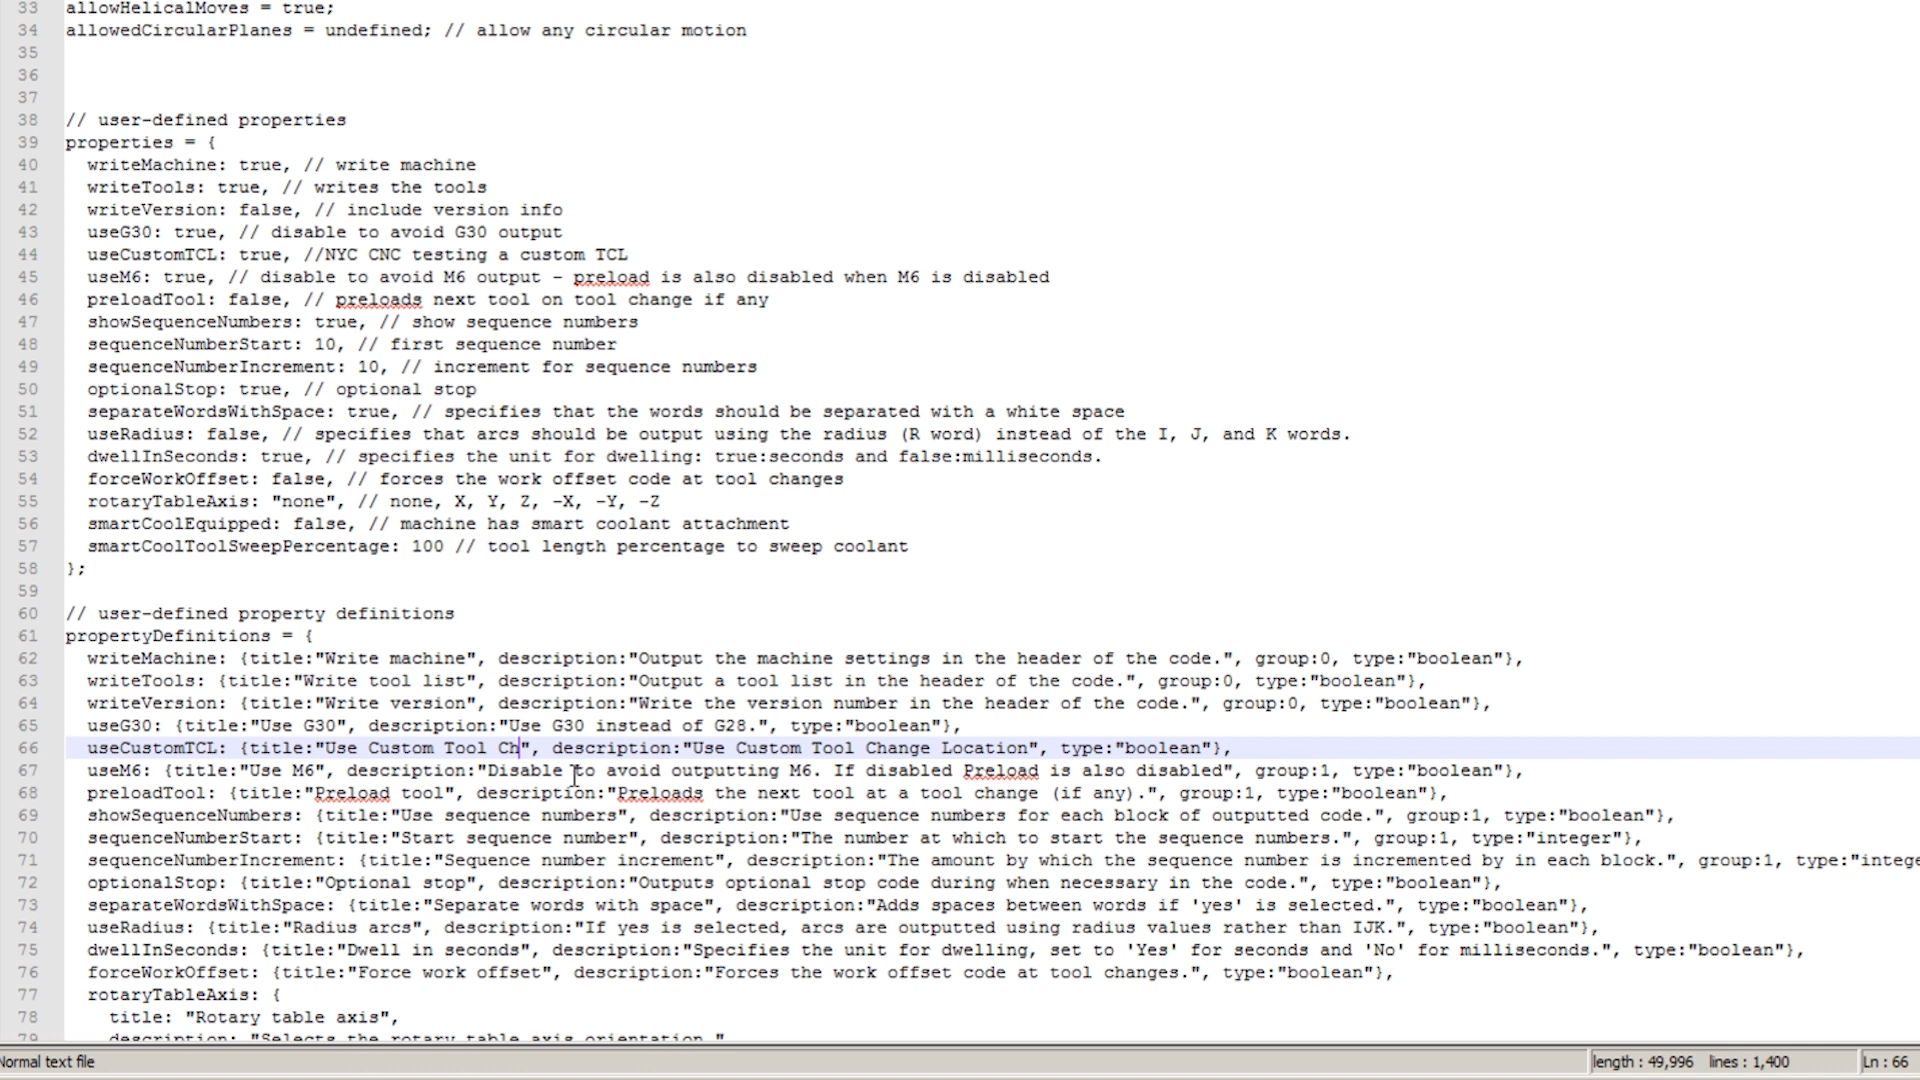 33 allowHelicalMoves = true;
34 allowedCircularPlanes = undefined; // allow any circular motion
35
36
37
38 // user-defined properties
39 properties = {
40 writeMachine: true, // write machine
41 writeTools: true, // writes the tools
42 writeVersion: false, // include version info
43 useG30: true, // disable to avoid G30 output
44 useCustomTCL: true, //NYC CNC testing a custom TCL
45 useM6: true, // disable to avoid M6 output - preload is also disabled when M6 is disabled
46 preloadTool: false, // preloads next tool on tool change if any
47 showSequenceNumbers: true, // show sequence numbers
48 sequenceNumberStart: 10, // first sequence number
49 sequenceNumberIncrement: 10, // increment for sequence numbers
50 optionalStop: true, // optional stop
51 separateWordsWithSpace: true, // specifies that the words should be separated with a white space
52 useRadius: false, // specifies that arcs should be output using the radius (R word) instead of the I, J, and K words.
53 dwellInSeconds: true, // specifies the unit for dwelling: true:seconds and false:milliseconds.
54 forceWorkOffset: false, // forces the work offset code at tool changes
55 rotaryTableAxis: "none", // none, X, Y, Z, -X, -Y, -Z
56 smartCoolEquipped: false, // machine has smart coolant attachment
57 smartCoolToolSweepPercentage: 100 // tool length percentage to sweep coolant
58 };
59
60 // user-defined property definitions
61 propertyDefinitions = {
62 writeMachine: {title:"Write machine", description:"Output the machine settings in the header of the code.", group:0, type:"boolean"},
63 writeTools: {title:"Write tool list", description:"Output a tool list in the header of the code.", group:0, type:"boolean"},
64 writeVersion: {title:"Write version", description:"Write the version number in the header of the code.", group:0, type:"boolean"},
65 useG30: {title:"Use G30", description:"Use G30 instead of G28.", type:"boolean"},
66 useCustomTCL: {title:"Use Custom Tool Ch", description:"Use Custom Tool Change Location", type:"boolean"},
67 useM6: {title:"Use M6", description:"Disable to avoid outputting M6. If disabled Preload is also disabled", group:1, type:"boolean"},
68 preloadTool: {title:"Preload tool", description:"Preloads the next tool at a tool change (if any).", group:1, type:"boolean"},
69 showSequenceNumbers: {title:"Use sequence numbers", description:"Use sequence numbers for each block of outputted code.", group:1, type:"boolean"},
70 sequenceNumberStart: {title:"Start sequence number", description:"The number at which to start the sequence numbers.", group:1, type:"integer"},
71 sequenceNumberIncrement: {title:"Sequence number increment", description:"The amount by which the sequence number is incremented by in each block.", group:1, type:"intege
72 optionalStop: {title:"Optional stop", description:"Outputs optional stop code during when necessary in the code.", type:"boolean"},
73 separateWordsWithSpace: {title:"Separate words with space", description:"Adds spaces between words if 'yes' is selected.", type:"boolean"},
74 useRadius: {title:"Radius arcs", description:"If yes is selected, arcs are outputted using radius values rather than IJK.", type:"boolean"},
75 dwellInSeconds: {title:"Dwell in seconds", description:"Specifies the unit for dwelling, set to 'Yes' for seconds and 'No' for milliseconds.", type:"boolean"},
76 forceWorkOffset: {title:"Force work offset", description:"Forces the work offset code at tool changes.", type:"boolean"},
77 rotaryTableAxis: {
78 title: "Rotary table axis",
79 description: "Selects the rotary table axis orientation."
Normal text file length : 49,996 lines : 1,400 Ln : 66